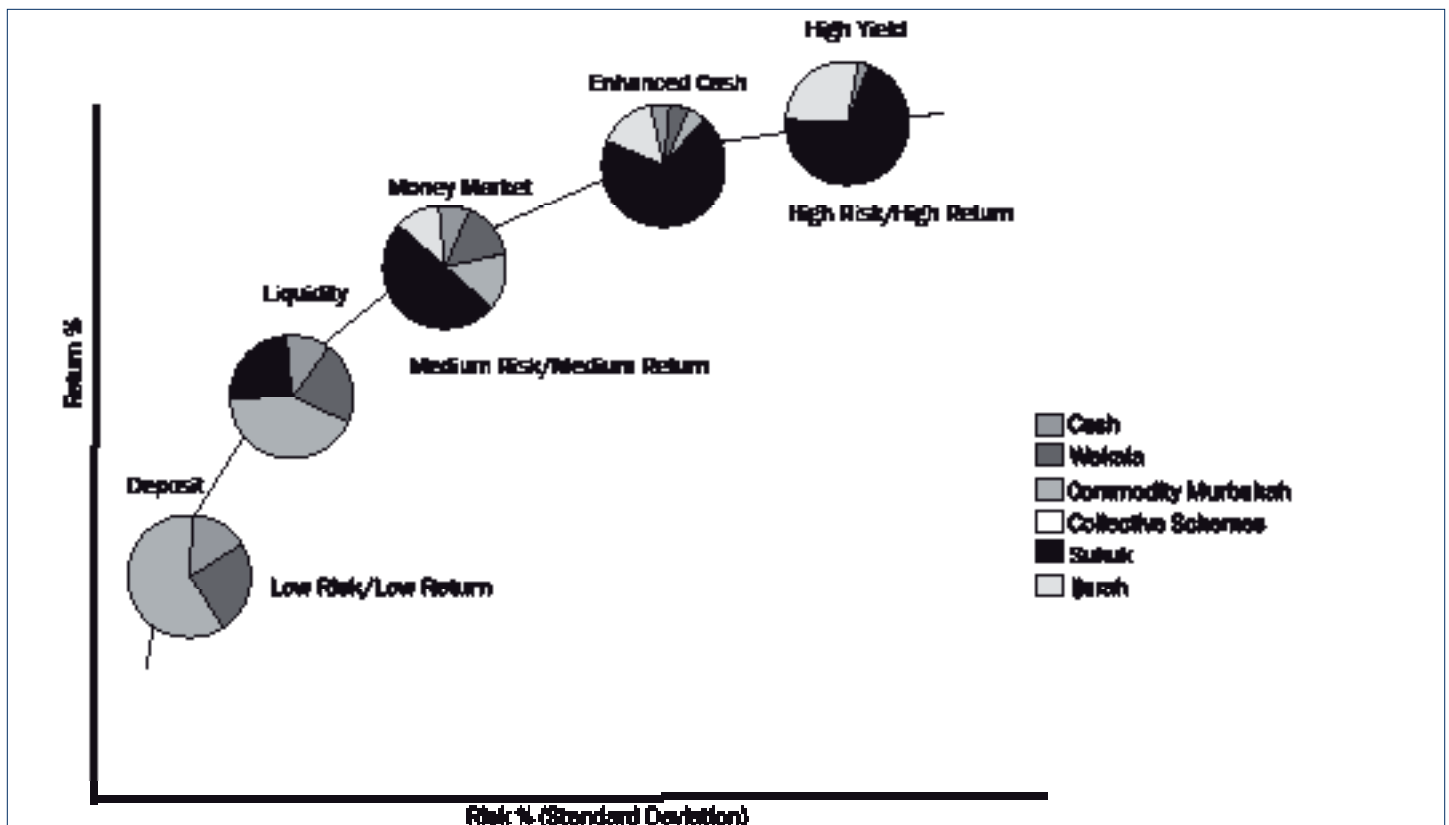 High Yield
Enhanced Cash
Money Market
High Risk/High Return
Liquidity
Return %
Medium Risk/Medium Return
Deposit
Low Risk/Low Return
Cash
Wakala
Commodity
Collective Schemes
Sukuk
Ijarah
Risk % (Standard Deviation)